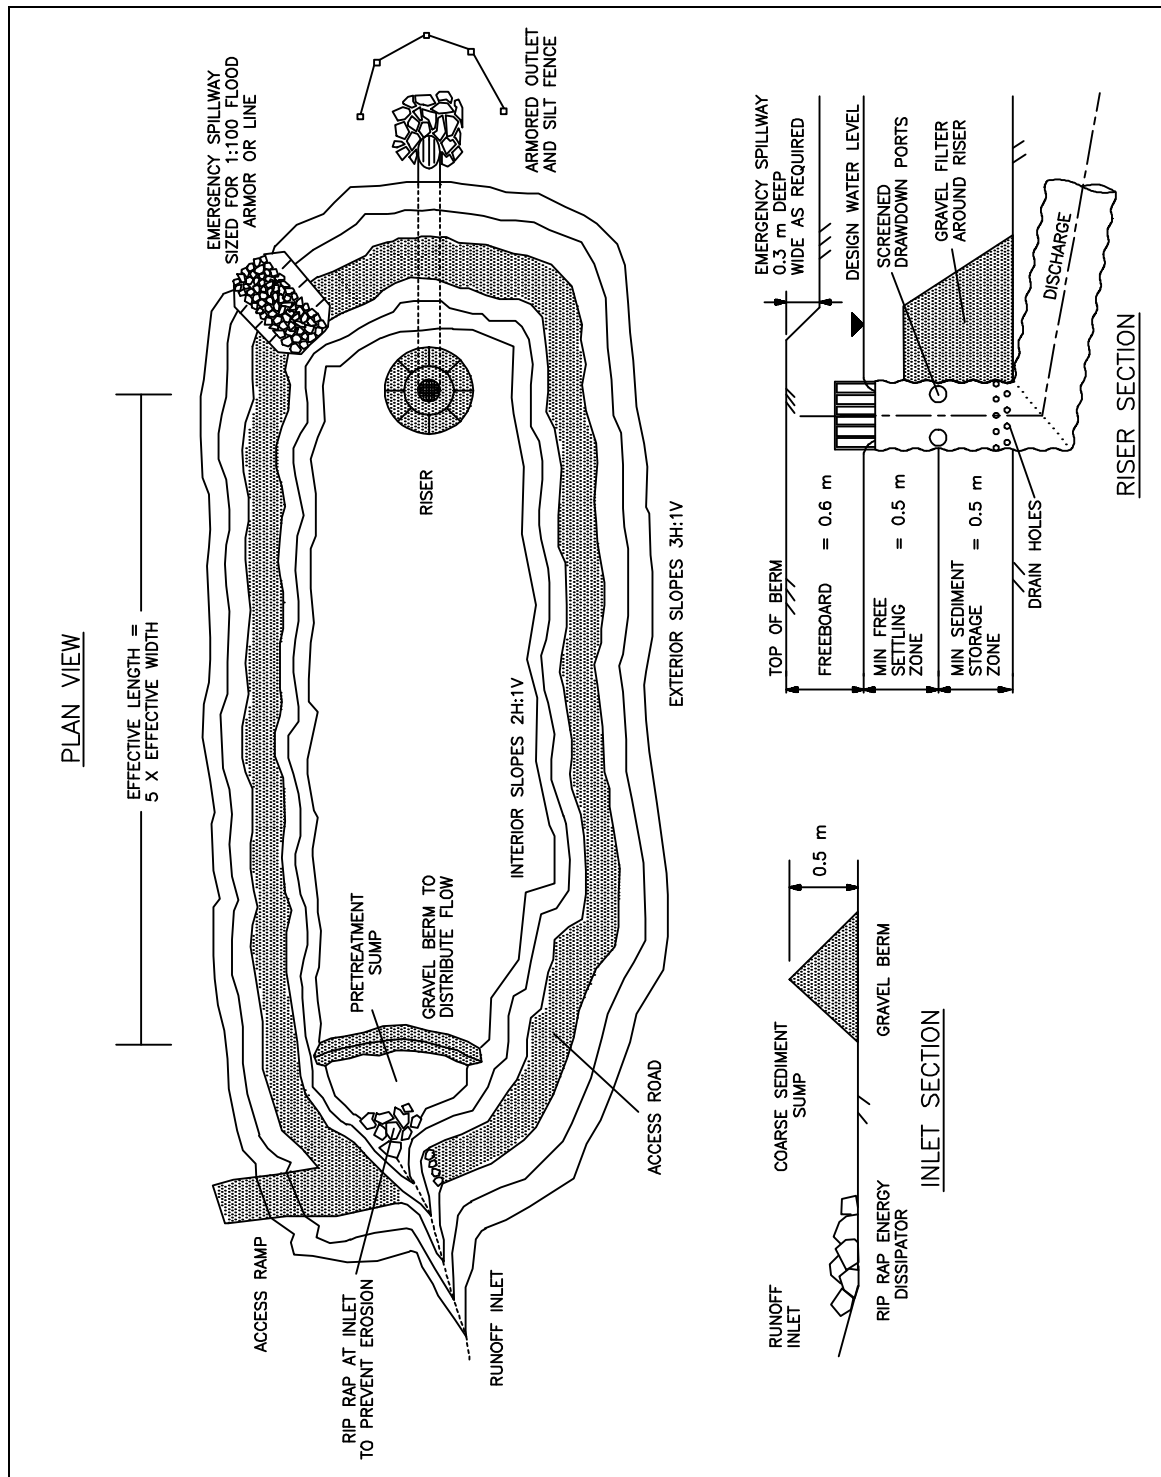 PLAN VIEW
EFFECTIVE LENGTH =
5 X EFFECTIVE WIDTH
EMERGENCY SPILLWAY
SIZED FOR 1:100 FLOOD
ARMOR OR LINE
ARMORED OUTLET
AND SILT FENCE
RISER
PRETREATMENT
SUMP
GRAVEL BERM TO
DISTRIBUTE FLOW
INTERIOR SLOPES 2H:1V
EXTERIOR SLOPES 3H:1V
ACCESS ROAD
ACCESS RAMP
RIP RAP AT INLET
TO PREVENT EROSION
RUNOFF INLET
RUNOFF
INLET
RIP RAP ENERGY
DISSIPATOR
COARSE SEDIMENT
SUMP
GRAVEL BERM
0.5 m
INLET SECTION
TOP OF BERM
FREEBOARD = 0.6 m
MIN FREE
SETTLING = 0.5 m
ZONE
MIN SEDIMENT
STORAGE = 0.5 m
ZONE
DRAIN HOLES
EMERGENCY SPILLWAY
0.3 m DEEP
WIDE AS REQUIRED
DESIGN WATER LEVEL
SCREENED
DRAWDOWN PORTS
GRAVEL FILTER
AROUND RISER
DISCHARGE
RISER SECTION